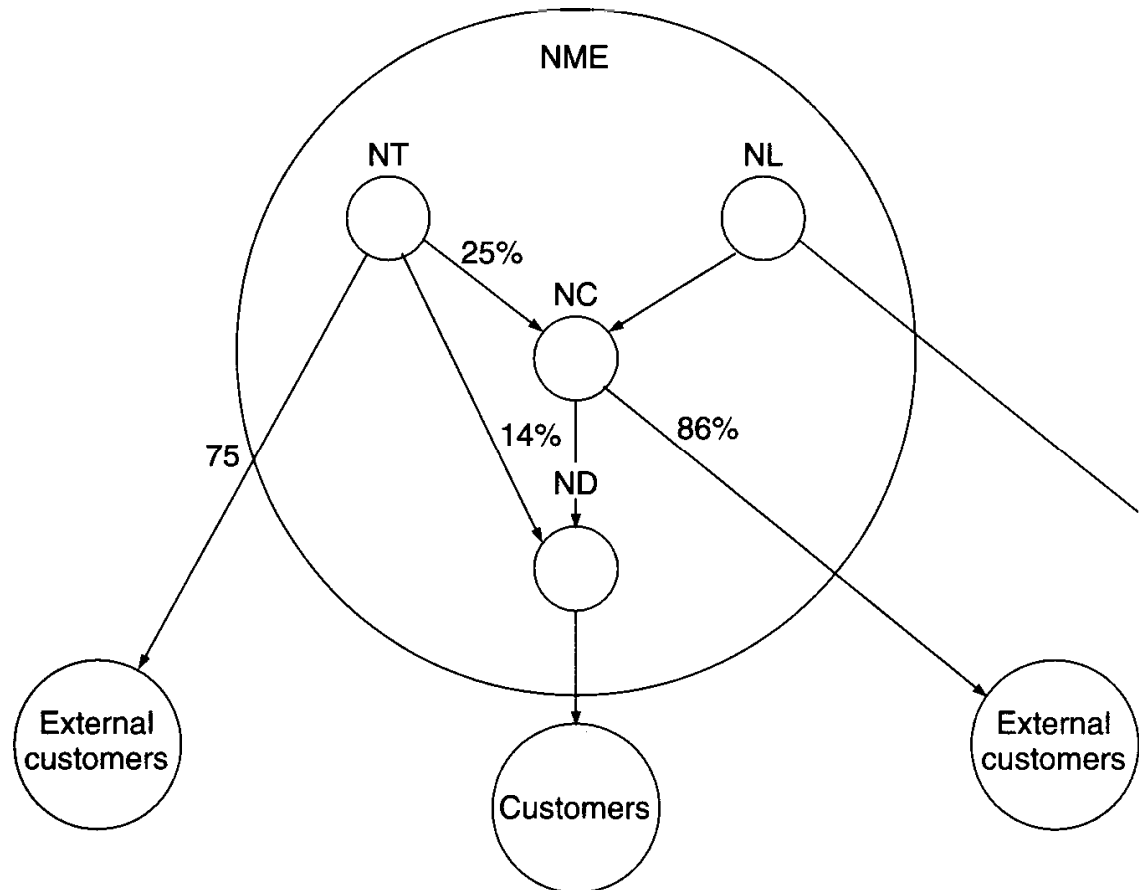 NME
NT
NL
25%
NC
14%
86%
75
ND
External
customers
External
customers
Customers